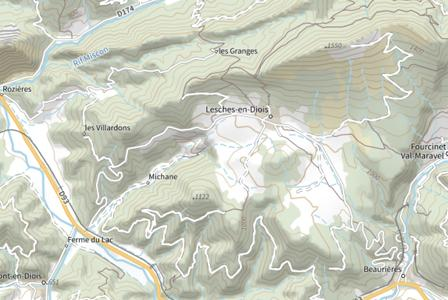 D174
Rif Miscon
les Granges
1550
Rozières
Lesches-en-Diois
les Villardons
Fourcinet
Val-Maravel
Michane
1122
D93
Ferme du Lac
Beaurières
ont-en-Diois